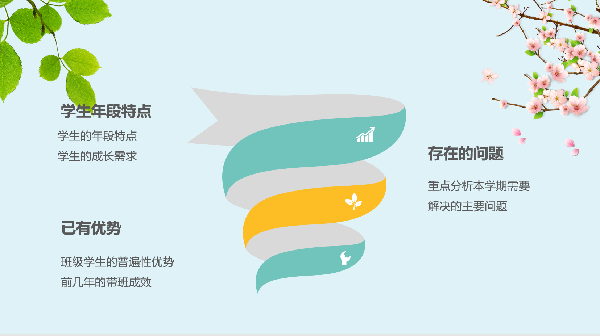 学生年段特点
学生的年段特点
学生的成长需求
存在的问题
重点分析本学期需要
解决的主要问题
已有优势
班级学生的普遍性优势
前几年的带班成效